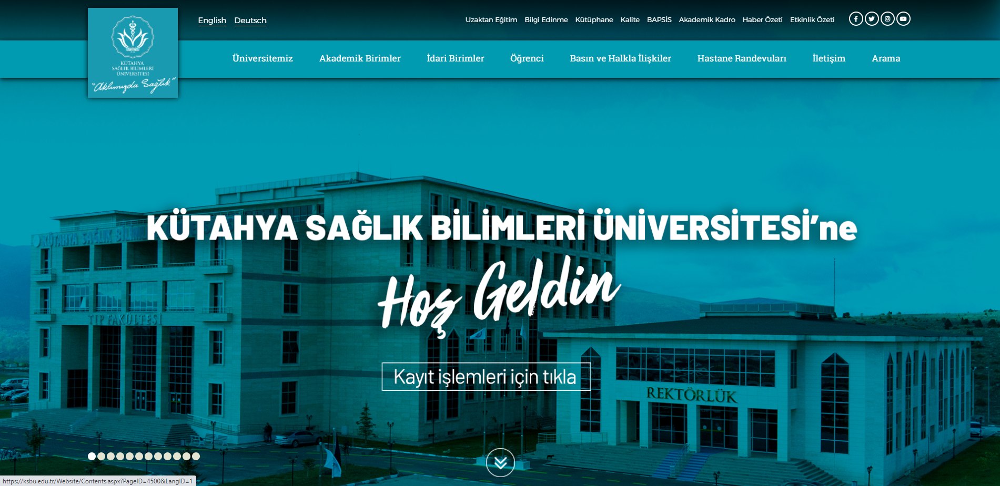 English Deutsch
Uzaktan Eğitim Bilgi Edinme Kütüphane Kalite BAPSİS Akademik Kadro Haber Özeti Etkinlik Özeti
KÜTAHYA
SAĞLIK BİLİMLERİ
ÜNİVERSİTESİ
"Aklımızda Sağlık"
Üniversitemiz Akademik Birimler İdari Birimler Öğrenci Basın ve Halkla İlişkiler Hastane Randevuları İletişim Arama
KÜTAHYA SAĞLIK BİLİMLERİ ÜNİVERSİTESİ'ne
Hoş Geldin
Kayıt işlemleri için tıkla
KÜTAHYA SAĞLIK BİLİM
TIP FAKÜLTESİ
REKTÖRLÜK
https://ksbu.edu.tr/Website/Contents.aspx?PageID=4500&LangID=1